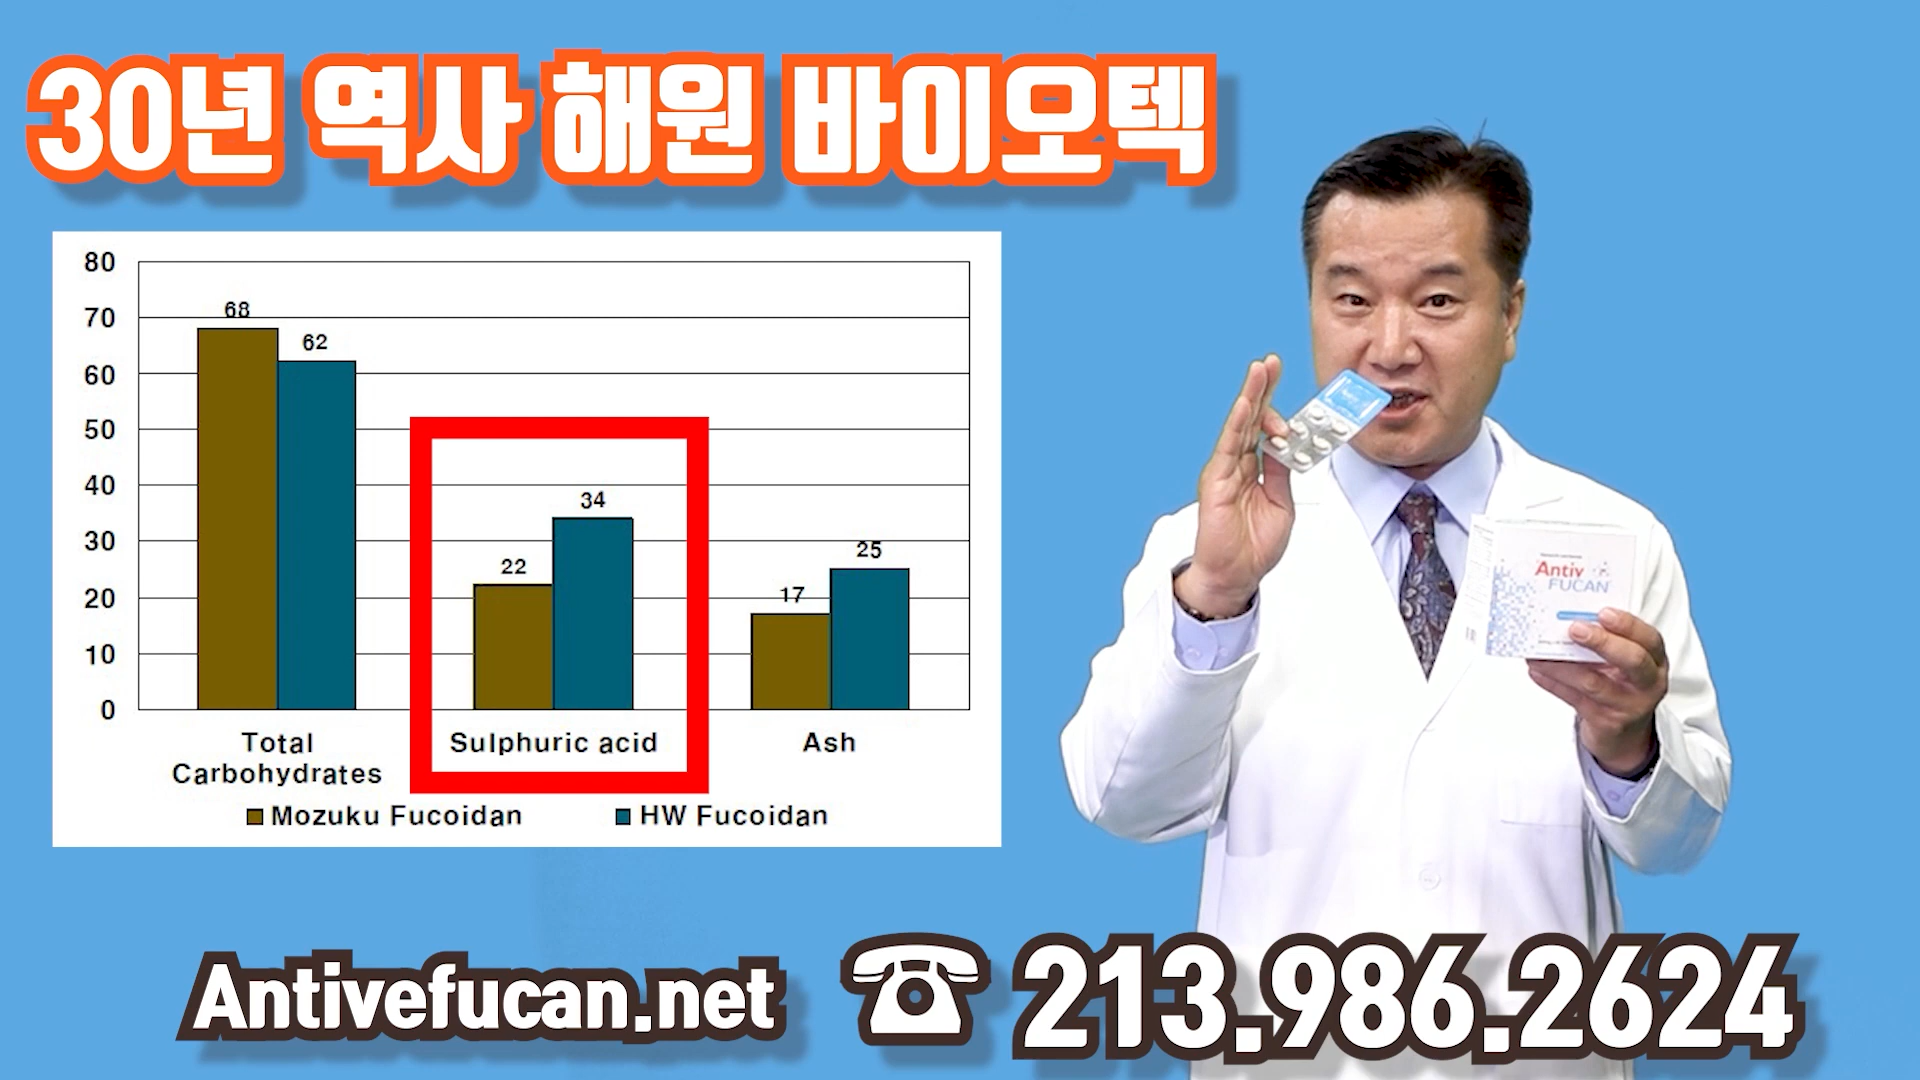 30년 역사 해원 바이오텍
80
70
60
50
40
30
20
10
0
68
62
22
34
17
25
Total
Carbohydrates
Sulphuric acid
Ash
Mozuku Fucoidan
HW Fucoidan
Antiv
FUCAN
Antivefucan.net
213.986.2624